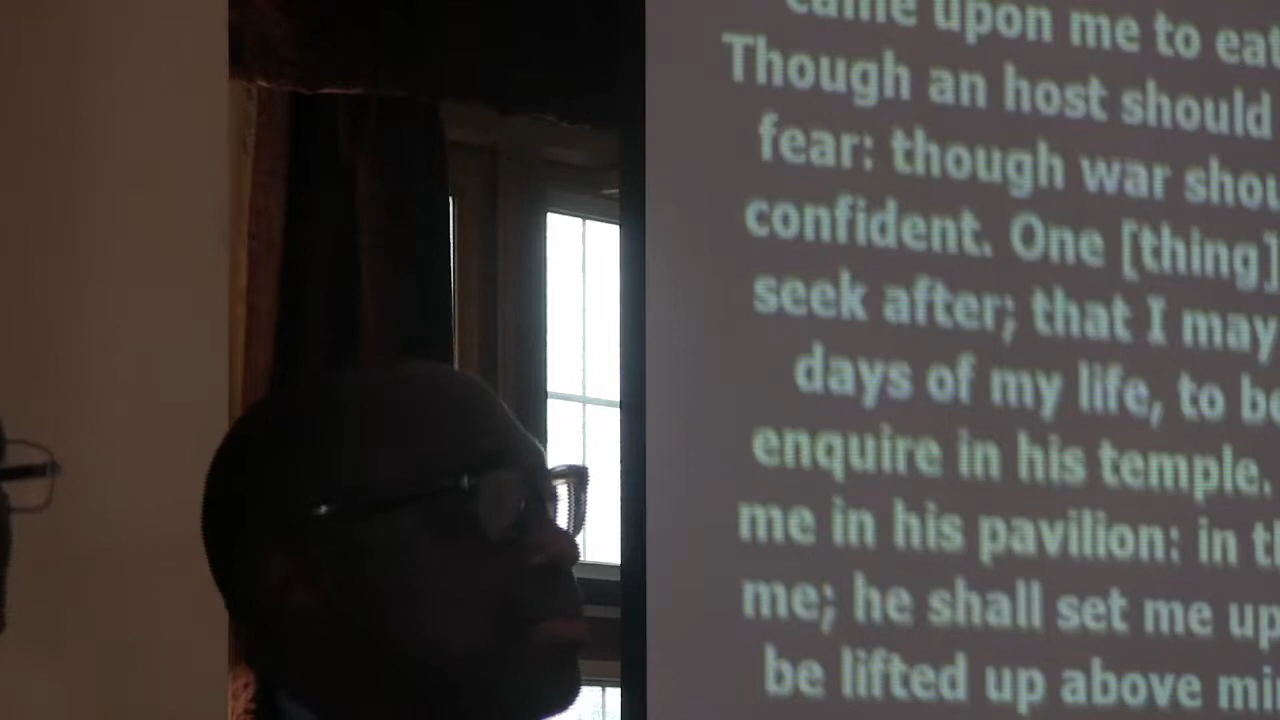 came upon me to eat
Though an host should
fear: though war shou
confident. One [thing]
seek after; that I may
days of my life, to be
enquire in his temple.
me in his pavilion: in th
me; he shall set me up
be lifted up above mi